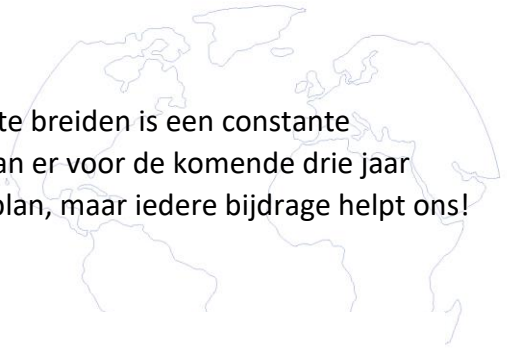 te breiden is een constante
an er voor de komende drie jaar
plan, maar iedere bijdrage helpt ons!